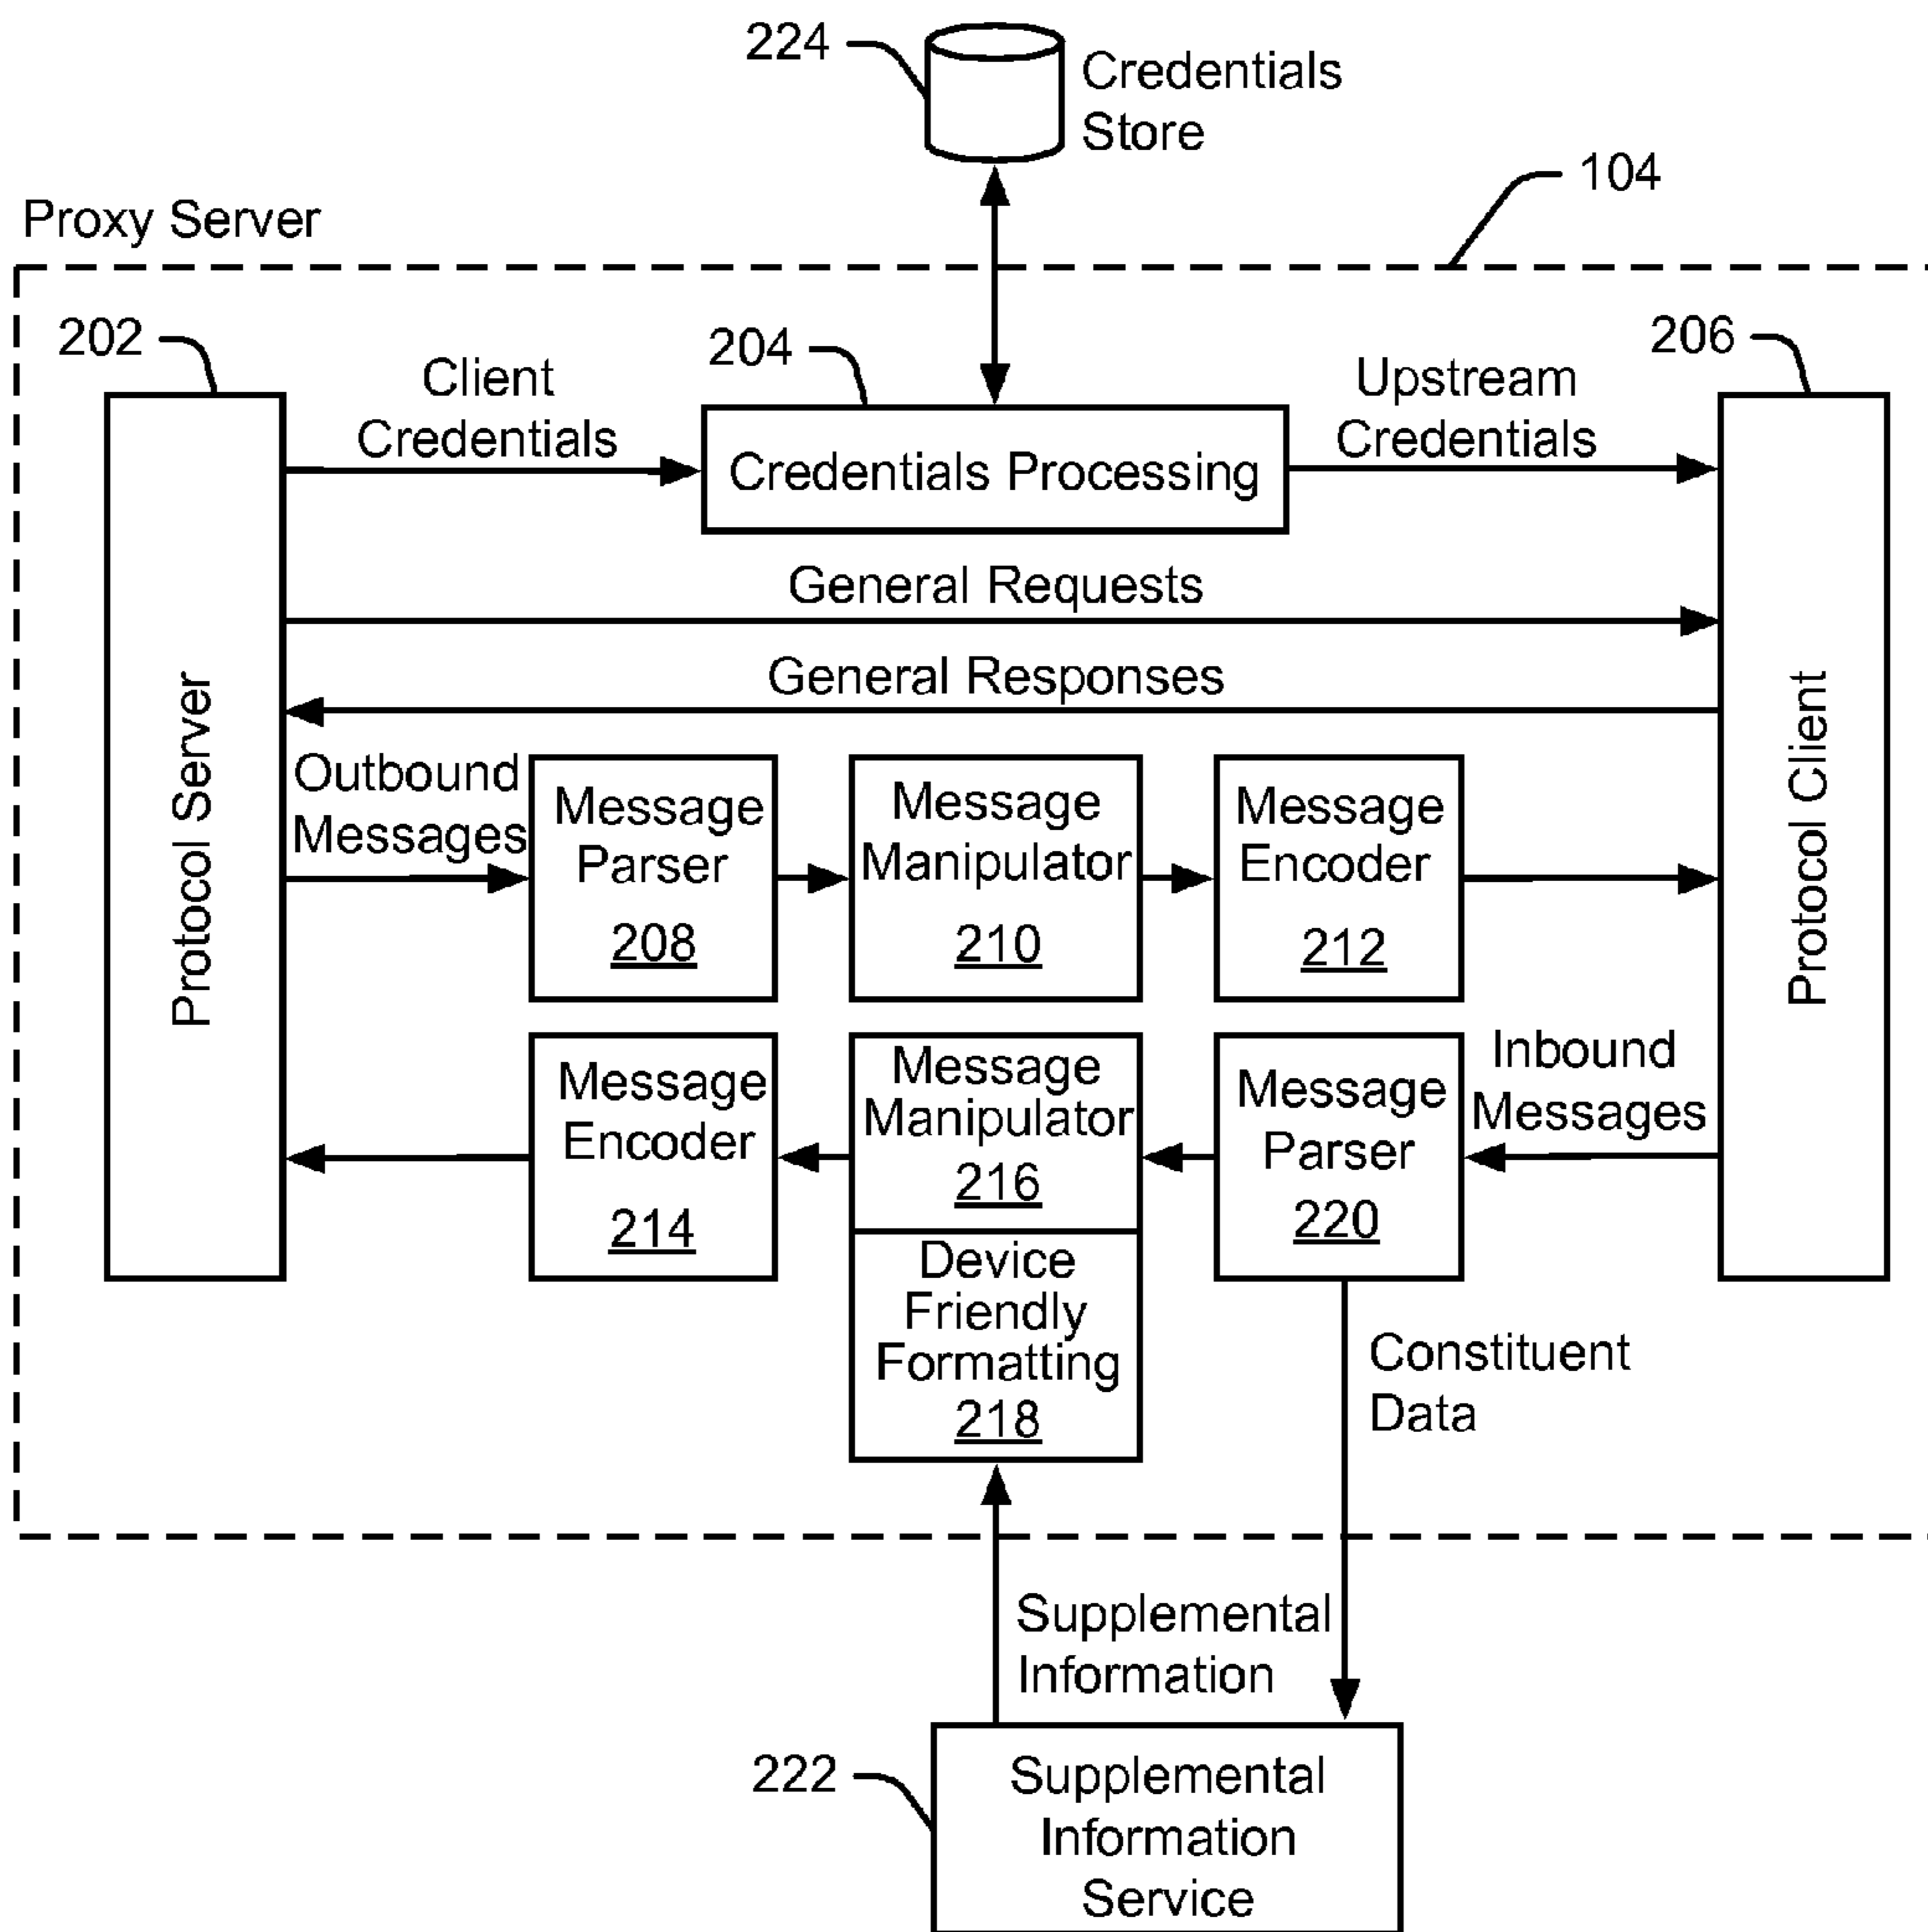 224
Credentials
Store
104
Proxy Server
202
Client
Credentials
204
Credentials Processing
Upstream
Credentials
206
General Requests
General Responses
Protocol Server
Protocol Client
Outbound
Messages
Message
Parser
208
Message
Manipulator
210
Message
Encoder
212
Message
Encoder
214
Message
Manipulator
216
Device
Friendly
Formatting
218
Message
Parser
220
Inbound
Messages
Constituent
Data
Supplemental
Information
222
Supplemental
Information
Service